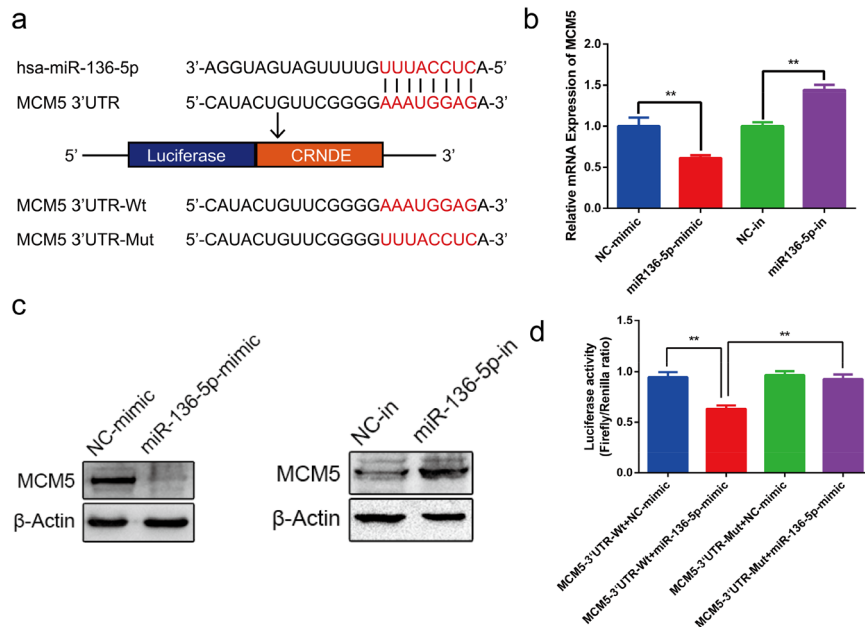 a
hsa-miR-136-5p 3'-AGGUAGUAGUUUUGUUUACCUCA-5'
MCM5 3'UTR 5'-CAUACUGUUCGGGGAAAUGGAGA-3'
5' Luciferase CRNDE 3'
MCM5 3'UTR-Wt 5'-CAUACUGUUCGGGGAAAUGGAGA-3'
MCM5 3'UTR-Mut 5'-CAUACUGUUCGGGGUUUACCUCA-3'
b
Relative mRNA Expression of MCM5
2.0
1.5
1.0
0.5
0.0
**
**
NC-mimic
miR136-5p-mimic
NC-in
miR136-5p-in
c
NC-mimic
miR-136-5p-mimic
MCM5
β-Actin
NC-in
miR-136-5p-in
MCM5
β-Actin
d
Luciferase activity
(Firefly/Renilla ratio)
1.5
1.0
0.5
0.0
**
**
MCM5-3'UTR-Wt+NC-mimic
MCM5-3'UTR-Wt+miR-136-5p-mimic
MCM5-3'UTR-Mut+NC-mimic
MCM5-3'UTR-Mut+miR-136-5p-mimic